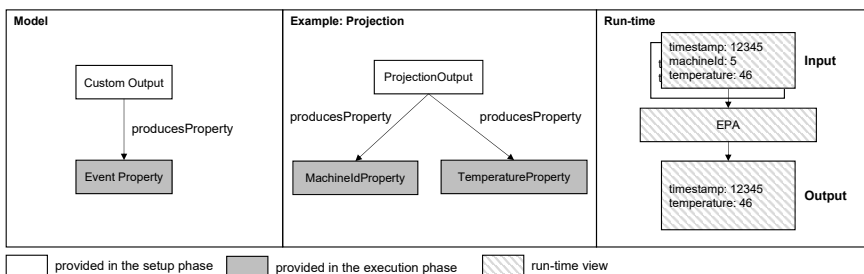 Model
Custom Output
producesProperty
Event Property
Example: Projection
ProjectionOutput
producesProperty
producesProperty
MachineIdProperty
TemperatureProperty
Run-time
timestamp: 12345
machineId: 5
temperature: 46
Input
EPA
timestamp: 12345
temperature: 46
Output
provided in the setup phase
provided in the execution phase
run-time view